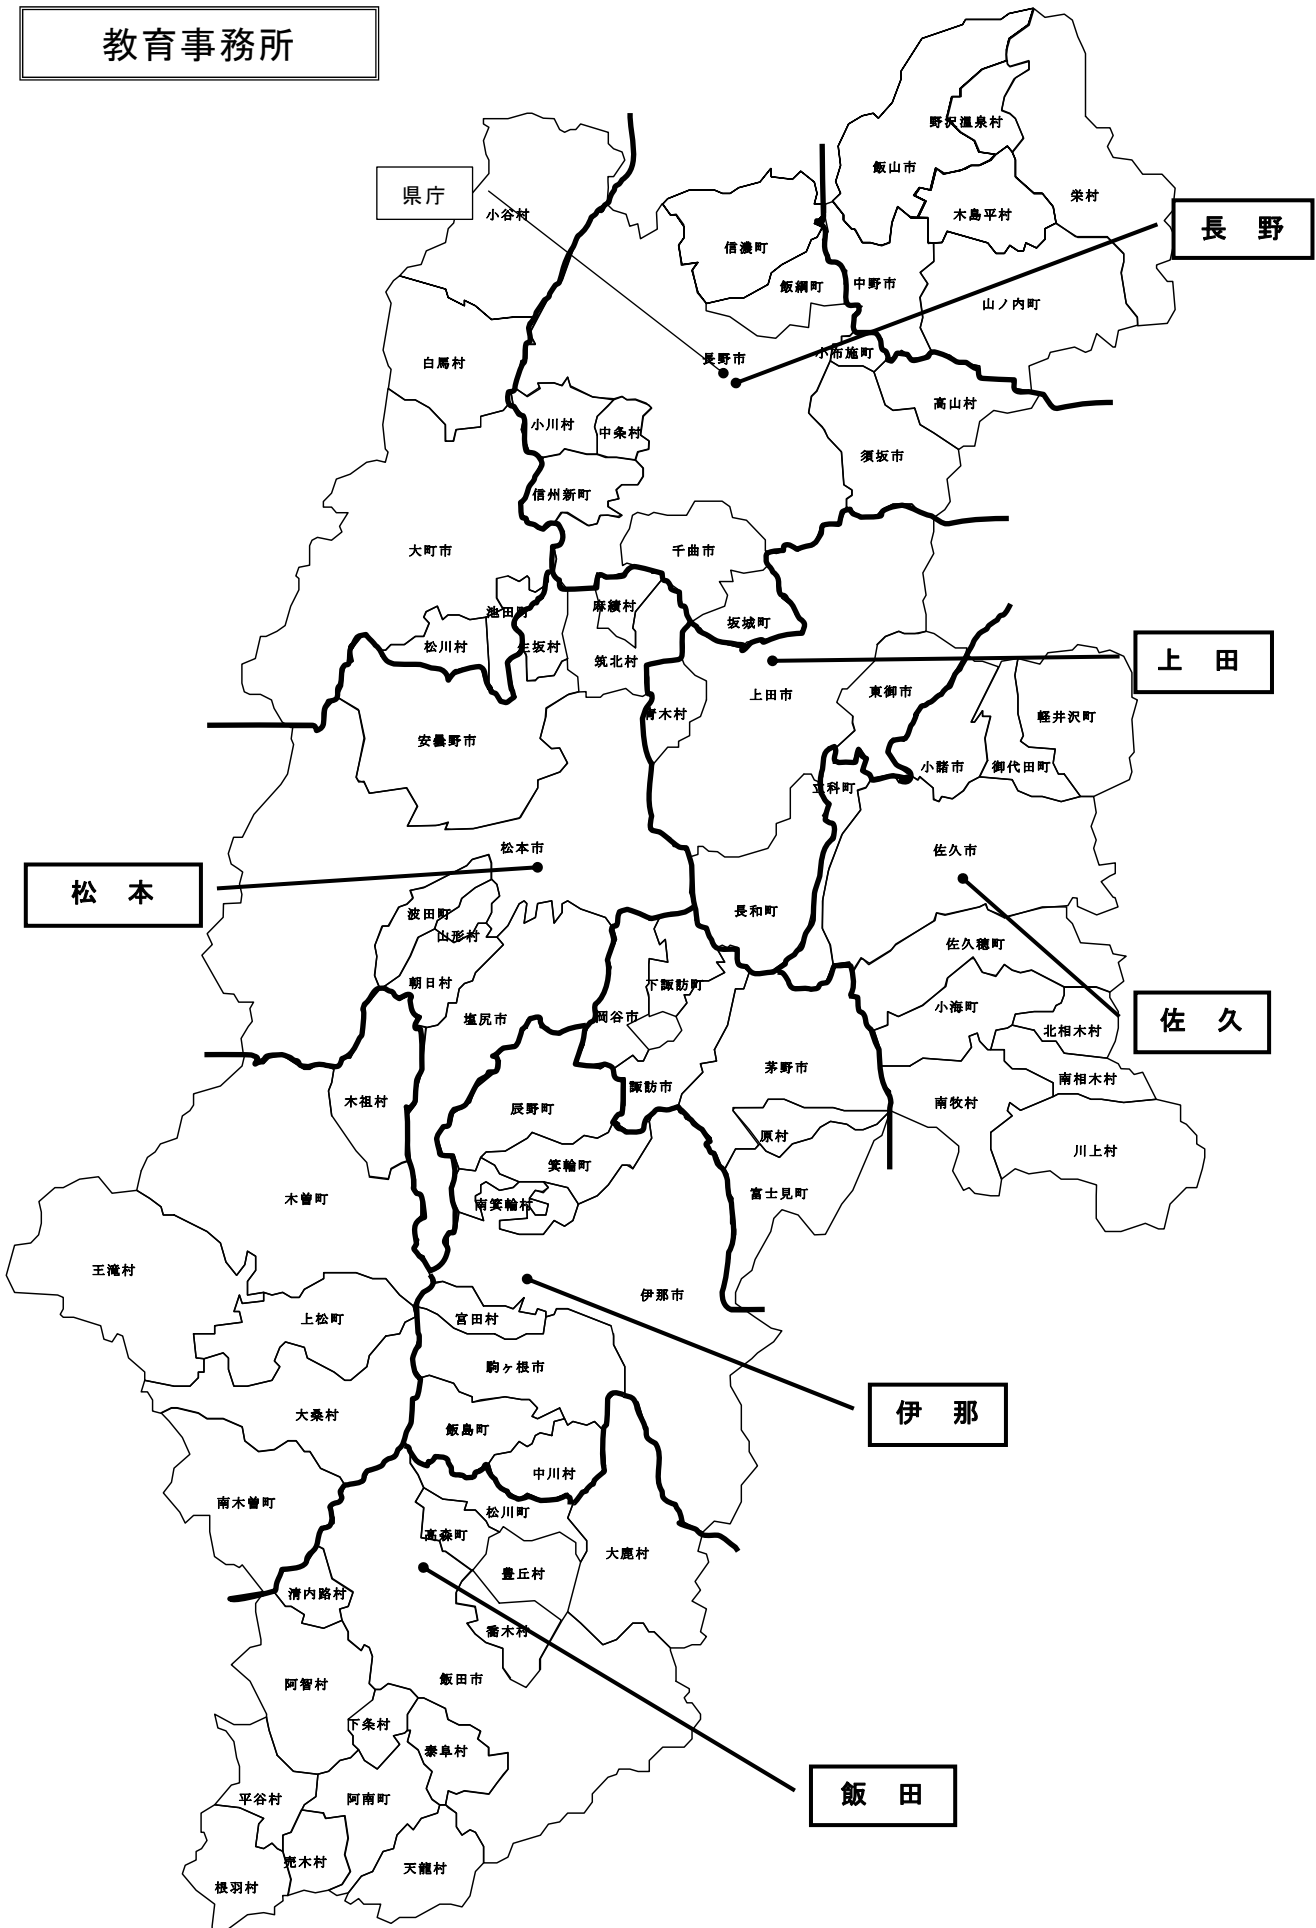 教育事務所
野沢温泉村
飯山市
県庁
栄村
小谷村
木島平村
長 野
信濃町
中野市
飯綱町
山ノ内町
長野市
小布施町
白馬村
高山村
小川村
中条村
須坂市
信州新町
大町市
千曲市
池田町
麻績村
坂城町
松川村
生坂村
筑北村
上 田
上田市
東御市
青木村
軽井沢町
安曇野市
小諸市
御代田町
立科町
松本市
佐久市
松 本
波田町
長和町
山形村
佐久穂町
朝日村
下諏訪町
小海町
塩尻市
岡谷市
佐 久
北相木村
茅野市
南相木村
諏訪市
木祖村
辰野町
南牧村
原村
川上村
箕輪町
木曽町
富士見町
南箕輪村
王滝村
伊那市
上松町
宮田村
駒ヶ根市
大桑村
伊 那
飯島町
中川村
南木曽町
松川町
高森町
大鹿村
豊丘村
清内路村
喬木村
飯田市
阿智村
下条村
泰阜村
平谷村
阿南町
飯 田
売木村
天龍村
根羽村